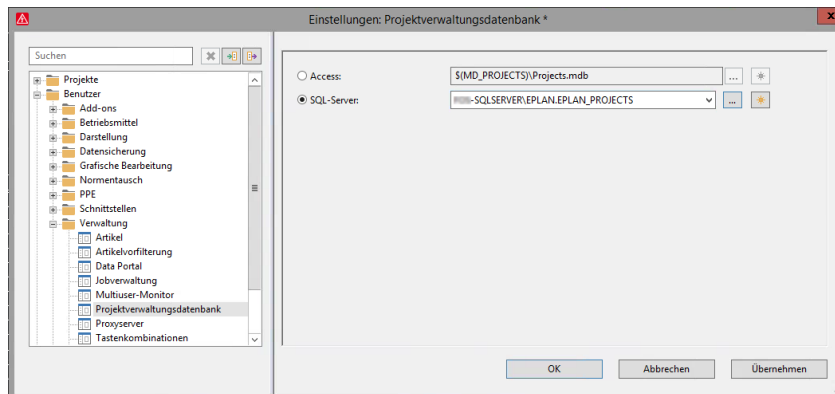 Einstellungen: Projektverwaltungsdatenbank *
x
Suchen
Projekte
Benutzer
Add-ons
Betriebsmittel
Darstellung
Datensicherung
Grafische Bearbeitung
Normentausch
PPE
Schnittstellen
Verwaltung
Artikel
Artikelvorfilterung
Data Portal
Jobverwaltung
Multiuser-Monitor
Projektverwaltungsdatenbank
Proxyserver
Tastenkombinationen
Access: $(MD_PROJECTS)\Projects.mdb ...
SQL-Server: -SQLSERVER\EPLAN.EPLAN_PROJECTS ...
OK Abbrechen Übernehmen